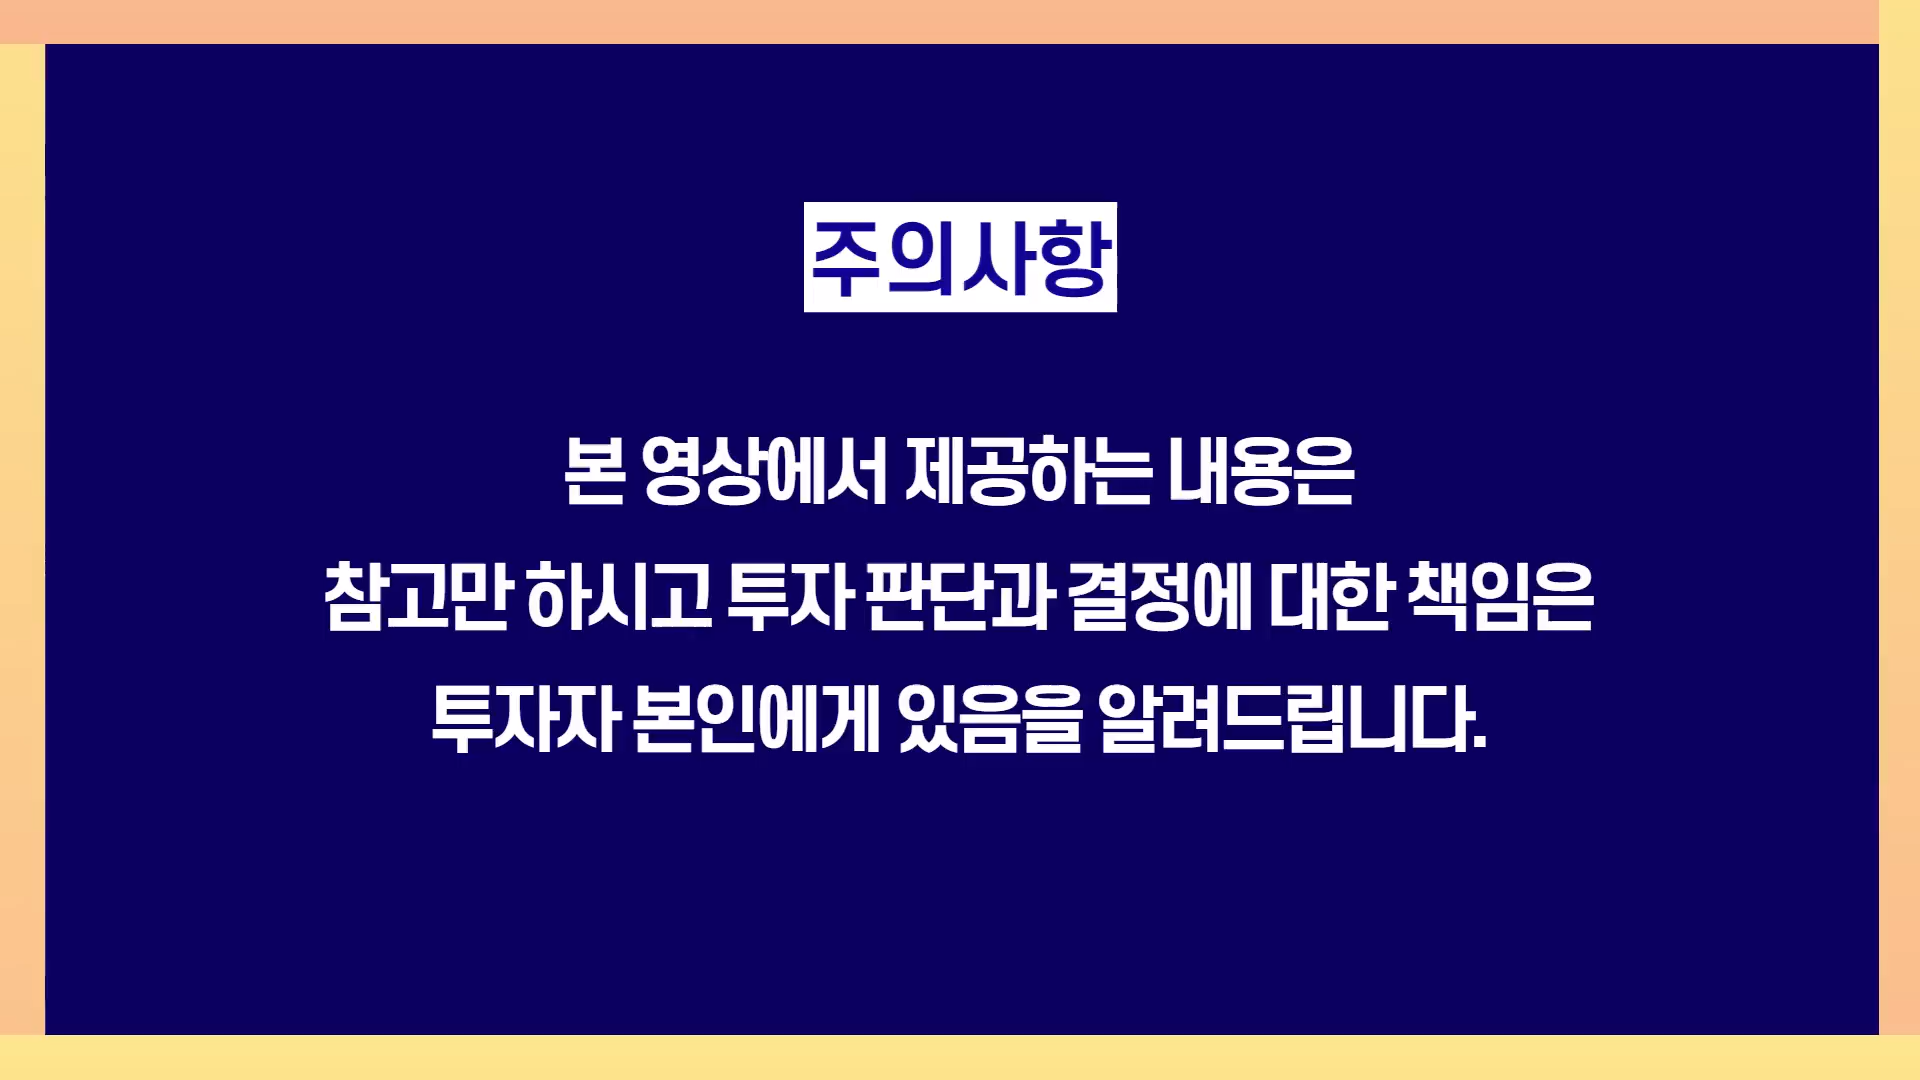 주의사항
본 영상에서 제공하는 내용은
참고만 하시고 투자 판단과 결정에 대한 책임은
투자자 본인에게 있음을 알려드립니다.